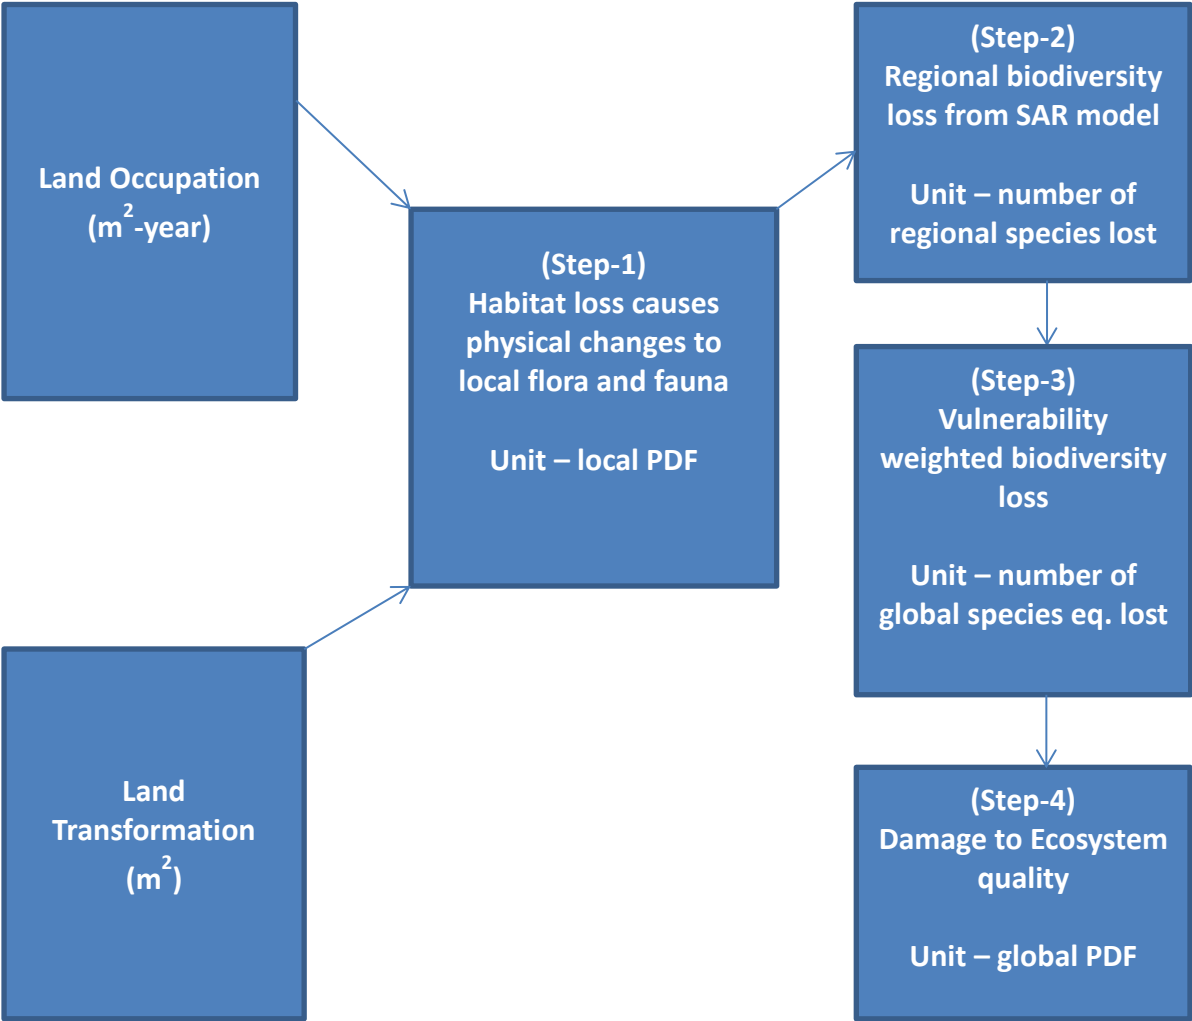 Land Occupation
(m²-year)
Land
Transformation
(m²)
(Step-1)
Habitat loss causes
physical changes to
local flora and fauna
Unit – local PDF
(Step-2)
Regional biodiversity
loss from SAR model
Unit – number of
regional species lost
(Step-3)
Vulnerability
weighted biodiversity
loss
Unit – number of
global species eq. lost
(Step-4)
Damage to Ecosystem
quality
Unit – global PDF